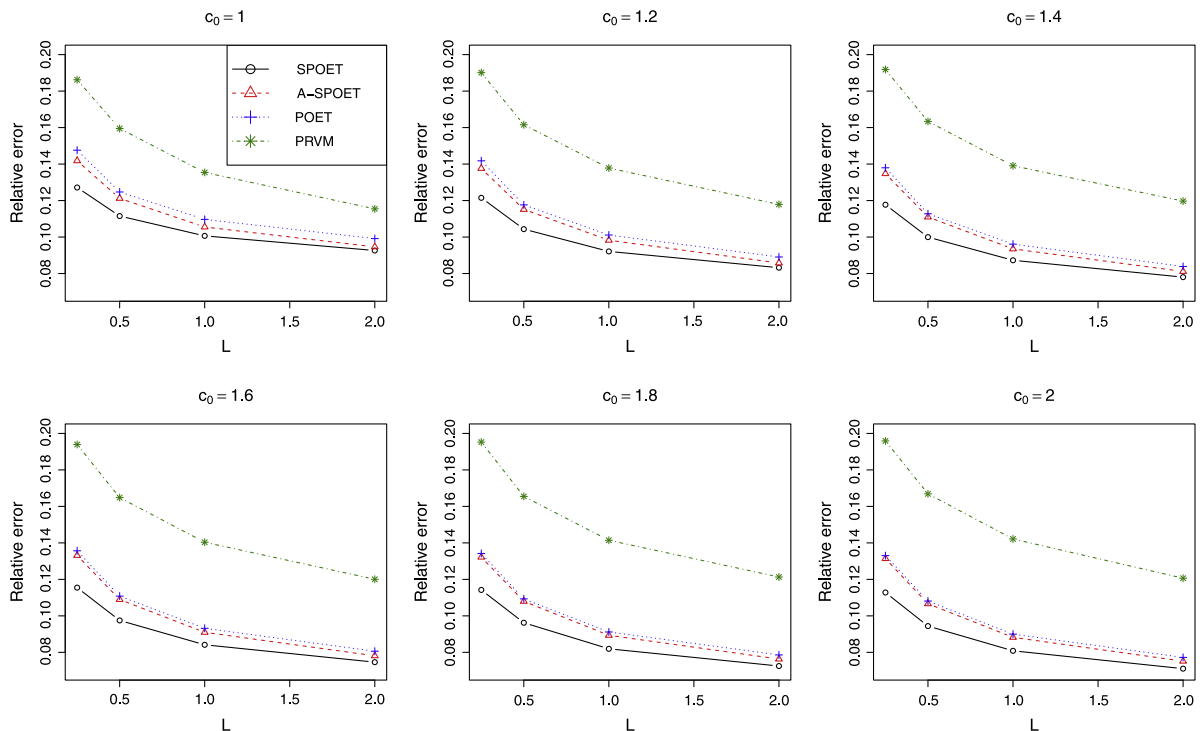 c₀ = 1
Relative error
0.08 0.10 0.12 0.14 0.16 0.18 0.20
SPOET
A−SPOET
POET
PRVM
0.5 1.0 1.5 2.0
L
c₀ = 1.2
Relative error
0.08 0.10 0.12 0.14 0.16 0.18 0.20
0.5 1.0 1.5 2.0
L
c₀ = 1.4
Relative error
0.08 0.10 0.12 0.14 0.16 0.18 0.20
0.5 1.0 1.5 2.0
L
c₀ = 1.6
Relative error
0.08 0.10 0.12 0.14 0.16 0.18 0.20
0.5 1.0 1.5 2.0
L
c₀ = 1.8
Relative error
0.08 0.10 0.12 0.14 0.16 0.18 0.20
0.5 1.0 1.5 2.0
L
c₀ = 2
Relative error
0.08 0.10 0.12 0.14 0.16 0.18 0.20
0.5 1.0 1.5 2.0
L